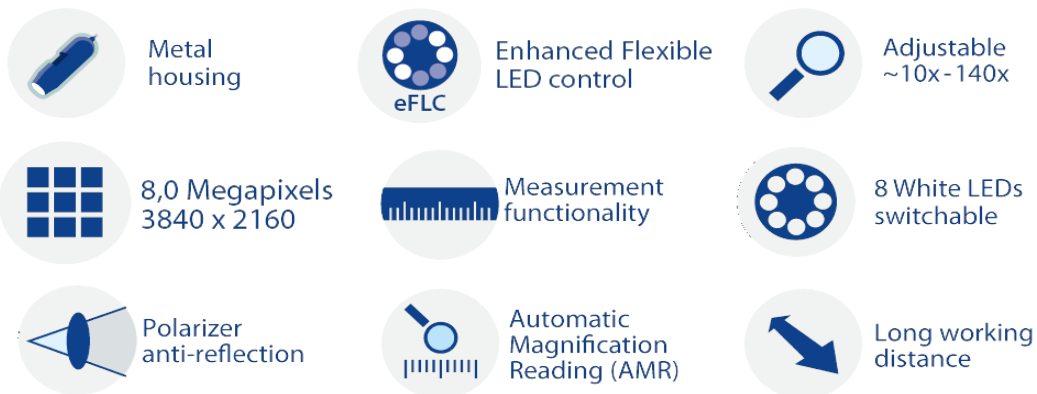 Metal
housing
eFLC
Enhanced Flexible
LED control
Adjustable
~10x-140x
8,0 Megapixels
3840 x 2160
Measurement
functionality
8 White LEDs
switchable
Polarizer
anti-reflection
Automatic
Magnification
Reading (AMR)
Long working
distance